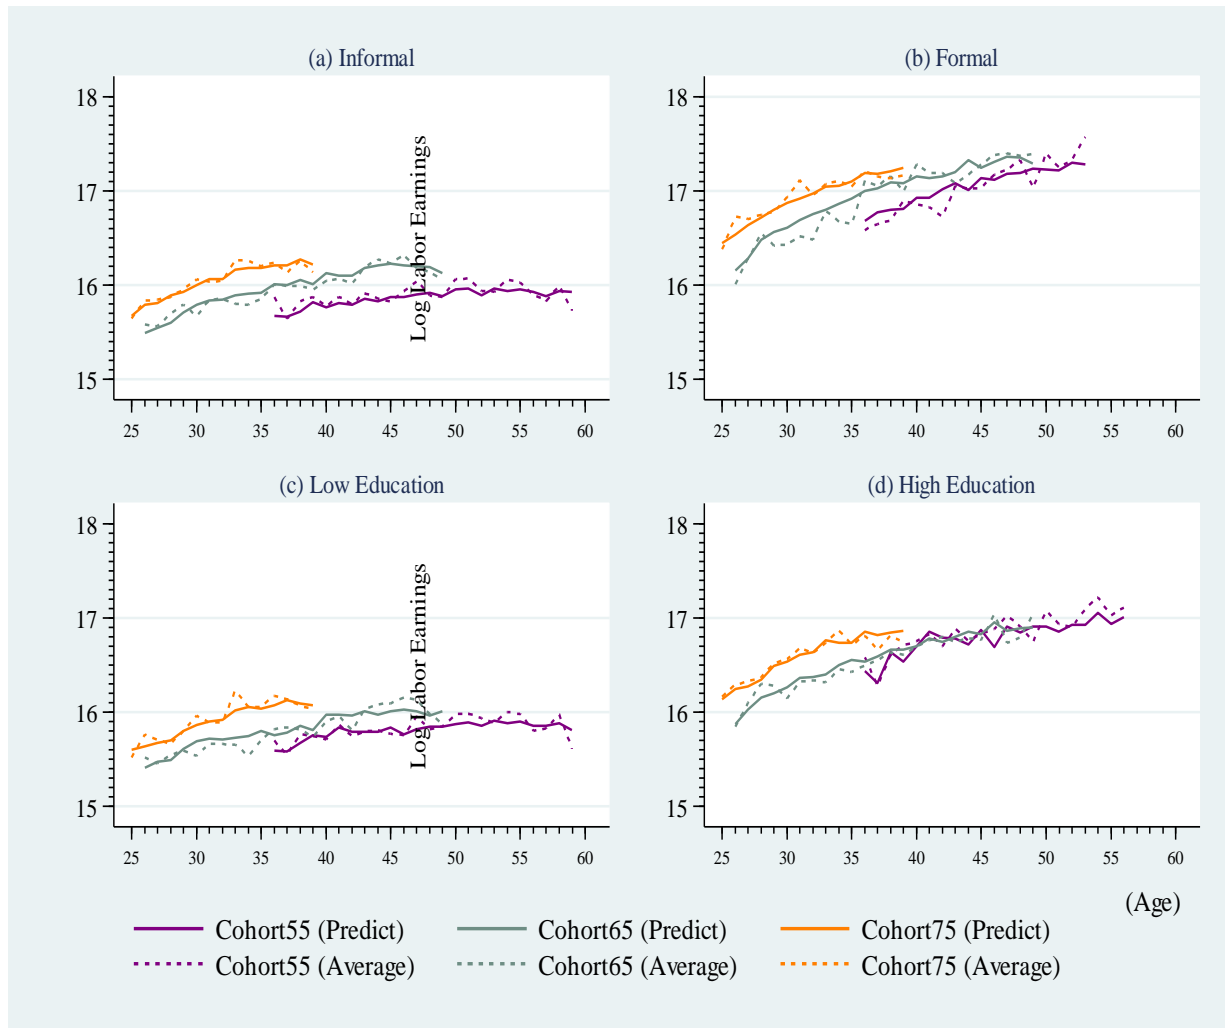 (a) Informal
(b) Formal
18
17
16
15
Log Labor Earnings
25 30 35 40 45 50 55 60
18
17
16
15
25 30 35 40 45 50 55 60
(c) Low Education
(d) High Education
18
17
16
15
Log Labor Earnings
25 30 35 40 45 50 55 60
18
17
16
15
25 30 35 40 45 50 55 60
(Age)
Cohort55 (Predict) Cohort65 (Predict) Cohort75 (Predict)
Cohort55 (Average) Cohort65 (Average) Cohort75 (Average)